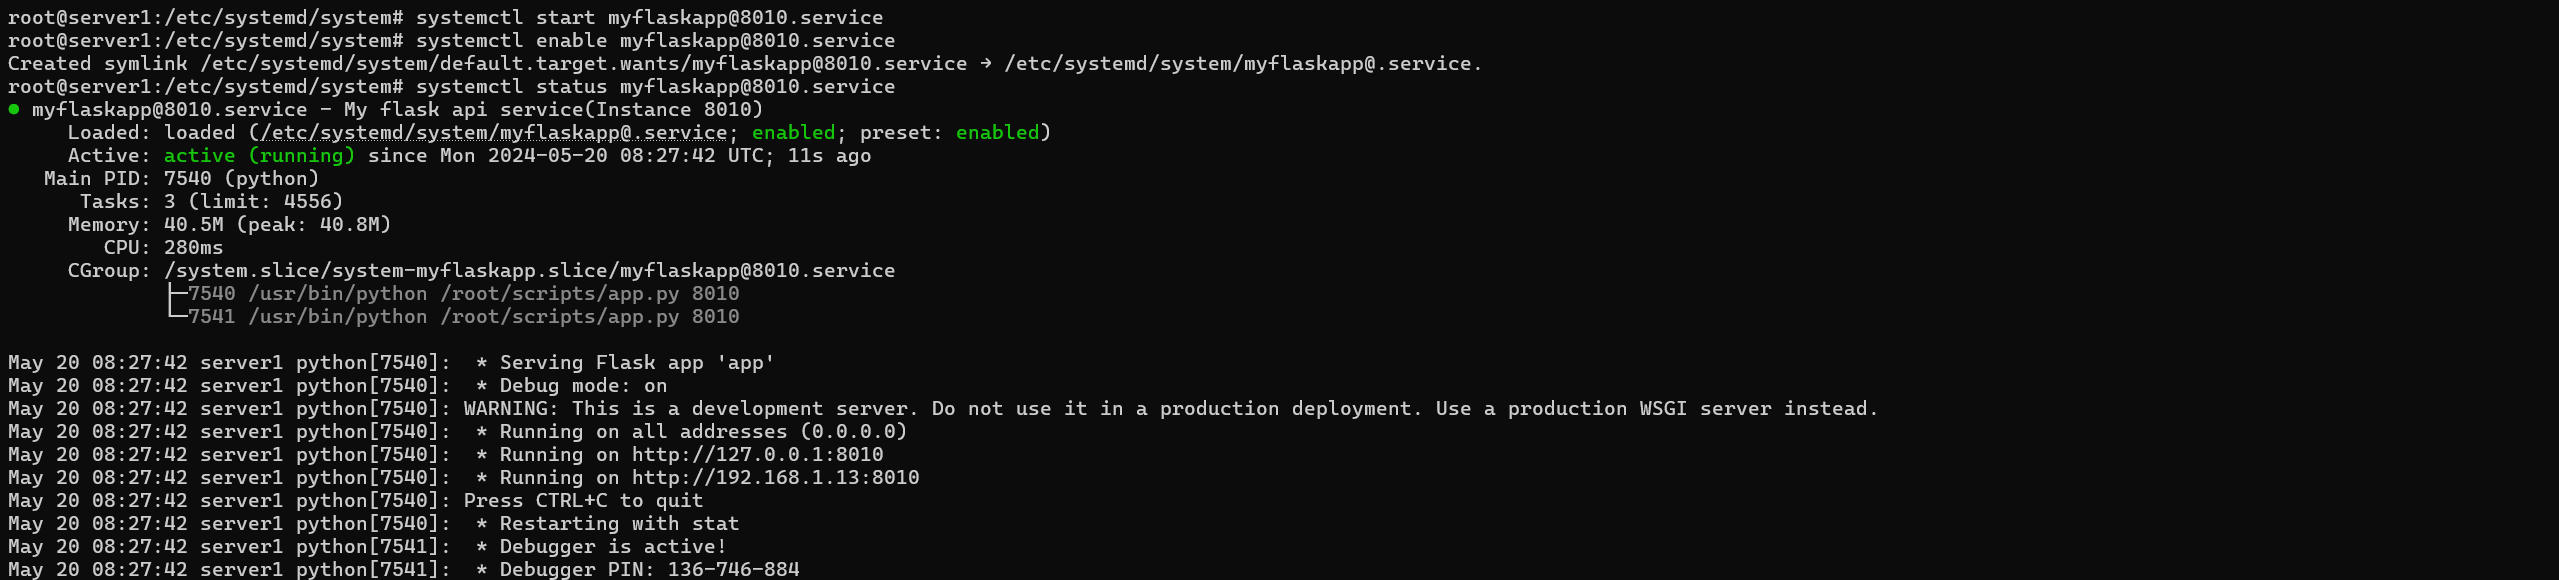 root@server1:/etc/systemd/system# systemctl start myflaskapp@8010.service
root@server1:/etc/systemd/system# systemctl enable myflaskapp@8010.service
Created symlink /etc/systemd/system/default.target.wants/myflaskapp@8010.service → /etc/systemd/system/myflaskapp@.service.
root@server1:/etc/systemd/system# systemctl status myflaskapp@8010.service
● myflaskapp@8010.service - My flask api service(Instance 8010)
     Loaded: loaded (/etc/systemd/system/myflaskapp@.service; enabled; preset: enabled)
     Active: active (running) since Mon 2024-05-20 08:27:42 UTC; 11s ago
   Main PID: 7540 (python)
      Tasks: 3 (limit: 4556)
     Memory: 40.5M (peak: 40.8M)
        CPU: 280ms
     CGroup: /system.slice/system-myflaskapp.slice/myflaskapp@8010.service
             ├─7540 /usr/bin/python /root/scripts/app.py 8010
             └─7541 /usr/bin/python /root/scripts/app.py 8010

May 20 08:27:42 server1 python[7540]:  * Serving Flask app 'app'
May 20 08:27:42 server1 python[7540]:  * Debug mode: on
May 20 08:27:42 server1 python[7540]: WARNING: This is a development server. Do not use it in a production deployment. Use a production WSGI server instead.
May 20 08:27:42 server1 python[7540]:  * Running on all addresses (0.0.0.0)
May 20 08:27:42 server1 python[7540]:  * Running on http://127.0.0.1:8010
May 20 08:27:42 server1 python[7540]:  * Running on http://192.168.1.13:8010
May 20 08:27:42 server1 python[7540]: Press CTRL+C to quit
May 20 08:27:42 server1 python[7540]:  * Restarting with stat
May 20 08:27:42 server1 python[7541]:  * Debugger is active!
May 20 08:27:42 server1 python[7541]:  * Debugger PIN: 136-746-884